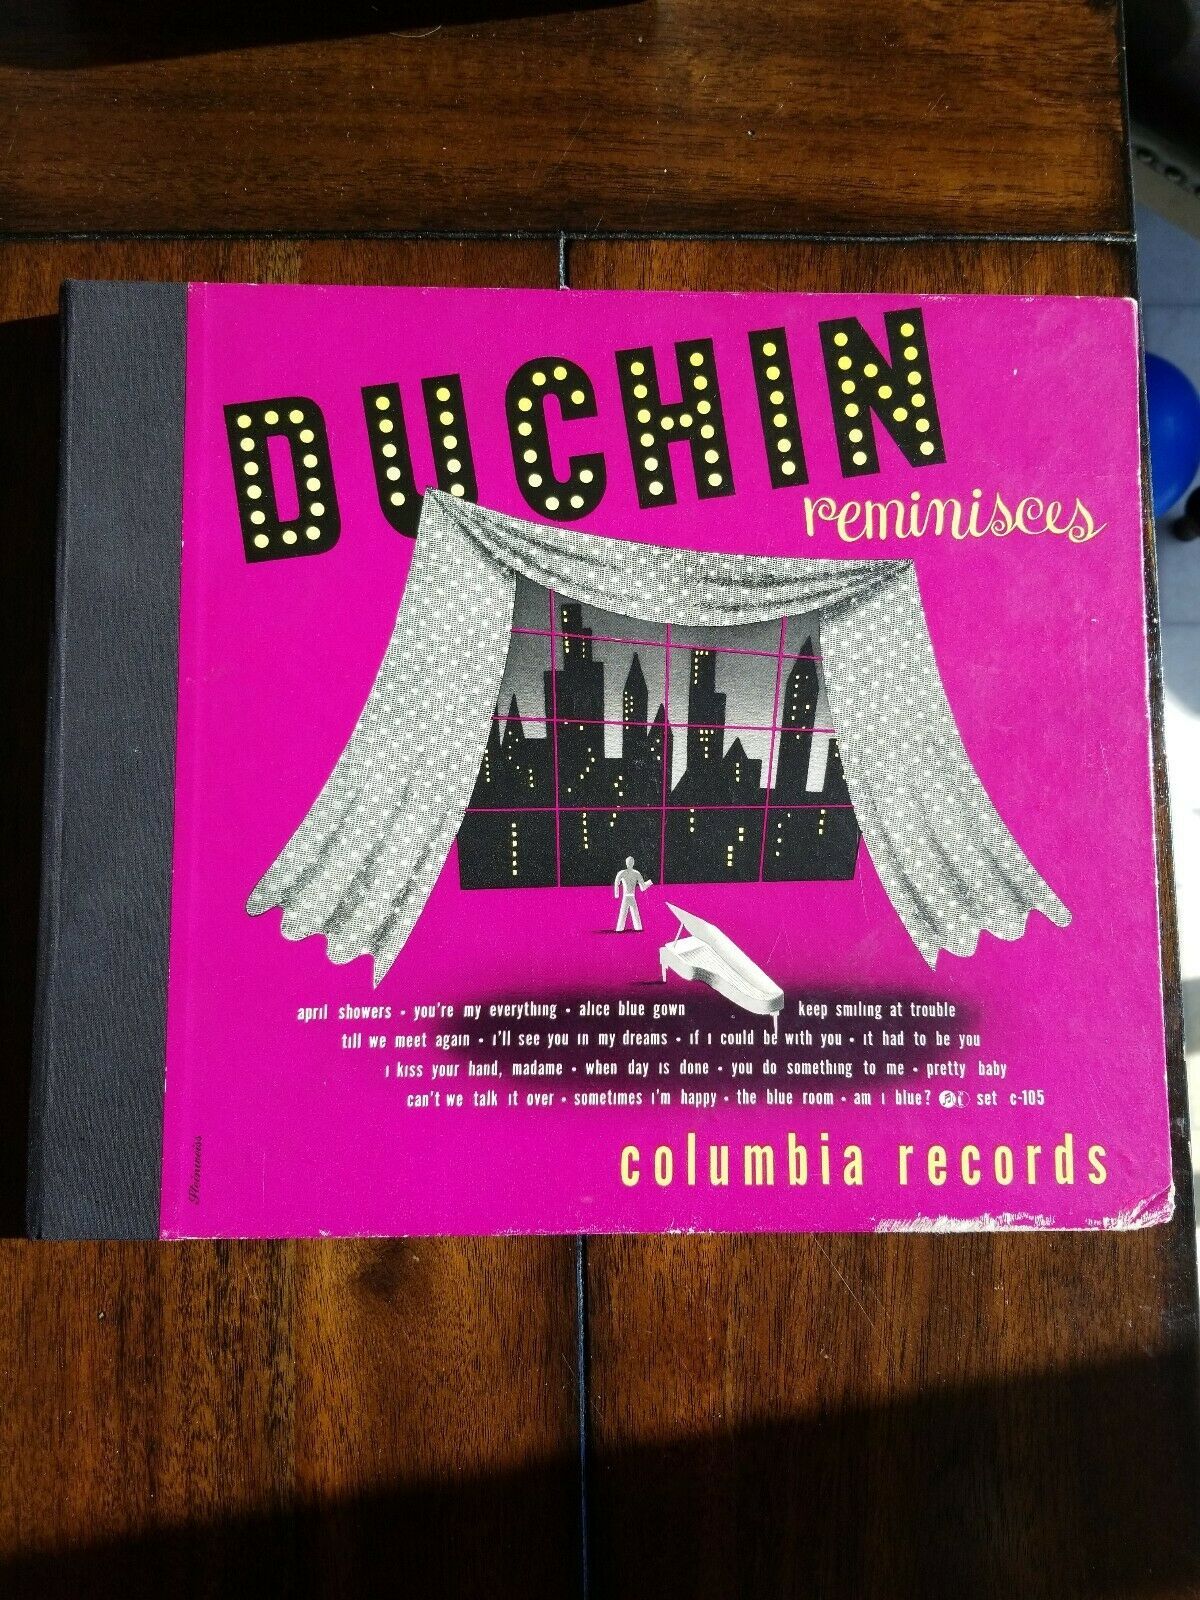 DUCHIN
reminisces
april showers • you're my everything • alice blue gown keep smiling at trouble
till we meet again • i'll see you in my dreams • if i could be with you • it had to be you
i kiss your hand, madame • when day is done • you do something to me • pretty baby
can't we talk it over • sometimes i'm happy • the blue room • am i blue? set c-105
columbia records
Steinweiss